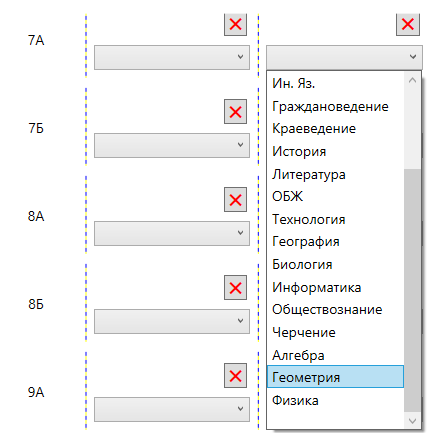 7А
7Б
8А
8Б
9А
Ин. Яз.
Граждановедение
Краеведение
История
Литература
ОБЖ
Технология
География
Биология
Информатика
Обществознание
Черчение
Алгебра
Геометрия
Физика